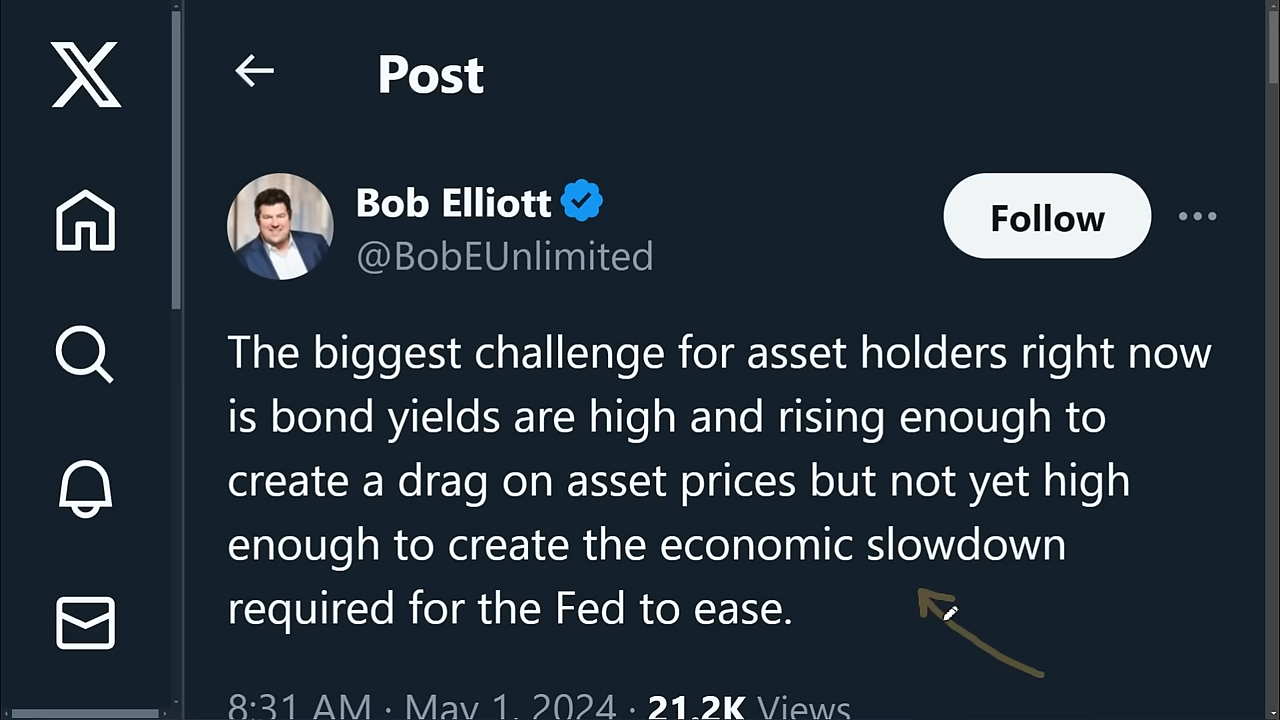 Post
Bob Elliott
Follow
@BobEUnlimited
The biggest challenge for asset holders right now
is bond yields are high and rising enough to
create a drag on asset prices but not yet high
enough to create the economic slowdown
required for the Fed to ease.
8:31 AM · May 1, 2024 · 21.2K Views